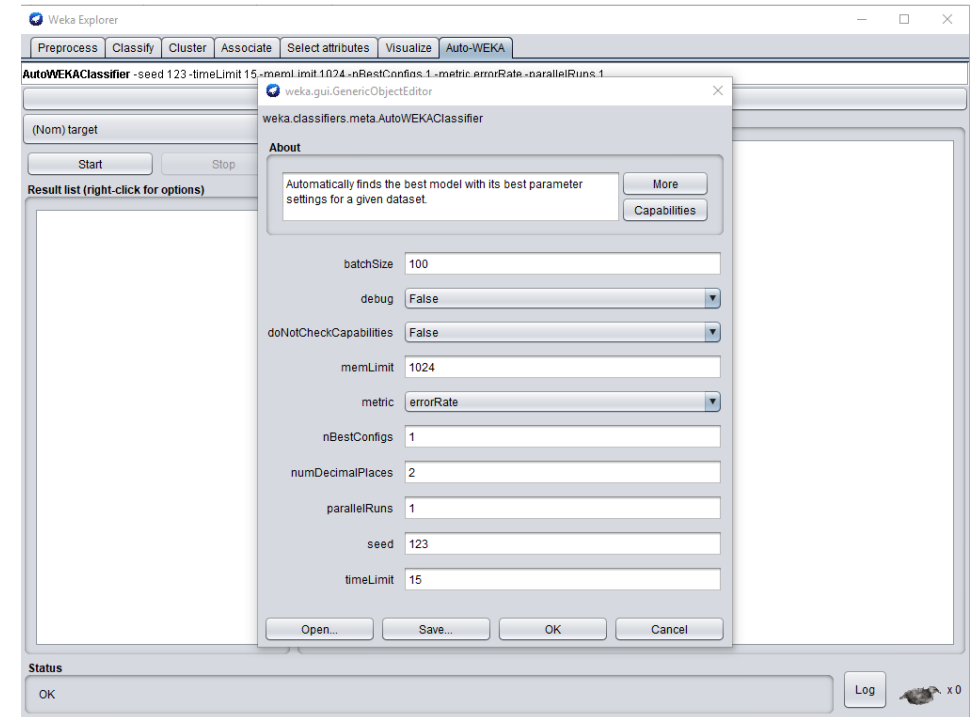 Weka Explorer
Preprocess Classify Cluster Associate Select attributes Visualize Auto-WEKA
AutoWEKAClassifier -seed 123 -timeLimit 15 -memLimit 1024 -nBestConfigs 1 -metric errorRate -parallelRuns 1
weka.gui.GenericObjectEditor
weka.classifiers.meta.AutoWEKAClassifier
(Nom) target
About
Start Stop
Automatically finds the best model with its best parameter
settings for a given dataset.
More
Capabilities
Result list (right-click for options)
batchSize 100
debug False
doNotCheckCapabilities False
memLimit 1024
metric errorRate
nBestConfigs 1
numDecimalPlaces 2
parallelRuns 1
seed 123
timeLimit 15
Open... Save... OK Cancel
Status
OK
Log
x 0